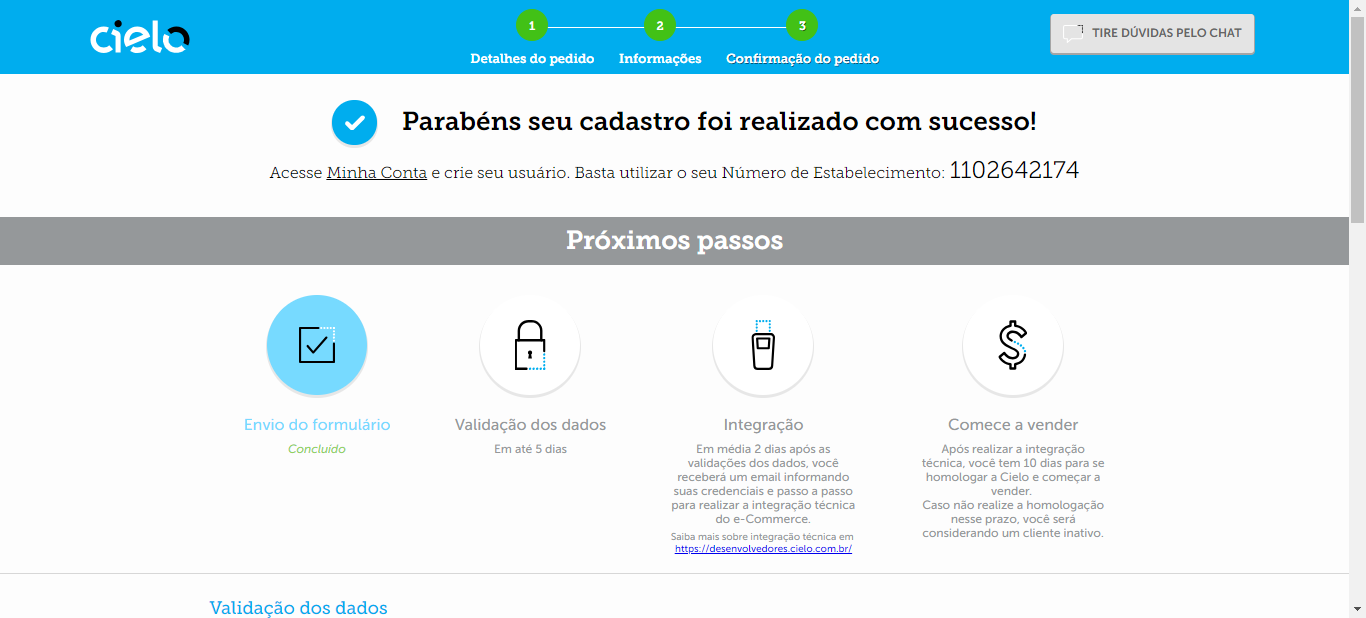 cielo
1 2 3
Detalhes do pedido Informações Confirmação do pedido
TIRE DÚVIDAS PELO CHAT
Parabéns seu cadastro foi realizado com sucesso!
Acesse Minha Conta e crie seu usuário. Basta utilizar o seu Número de Estabelecimento: 1102642174
Próximos passos
Envio do formulário
Concluído
Validação dos dados
Em até 5 dias
Integração
Em média 2 dias após as
validações dos dados, você
receberá um email informando
suas credenciais e passo a passo
para realizar a integração técnica
do e-Commerce.
Saiba mais sobre integração técnica em
https://desenvolvedores.cielo.com.br/
Comece a vender
Após realizar a integração
técnica, você tem 10 dias para se
homologar a Cielo e começar a
vender.
Caso não realize a homologação
nesse prazo, você será
considerando um cliente inativo.
Validação dos dados